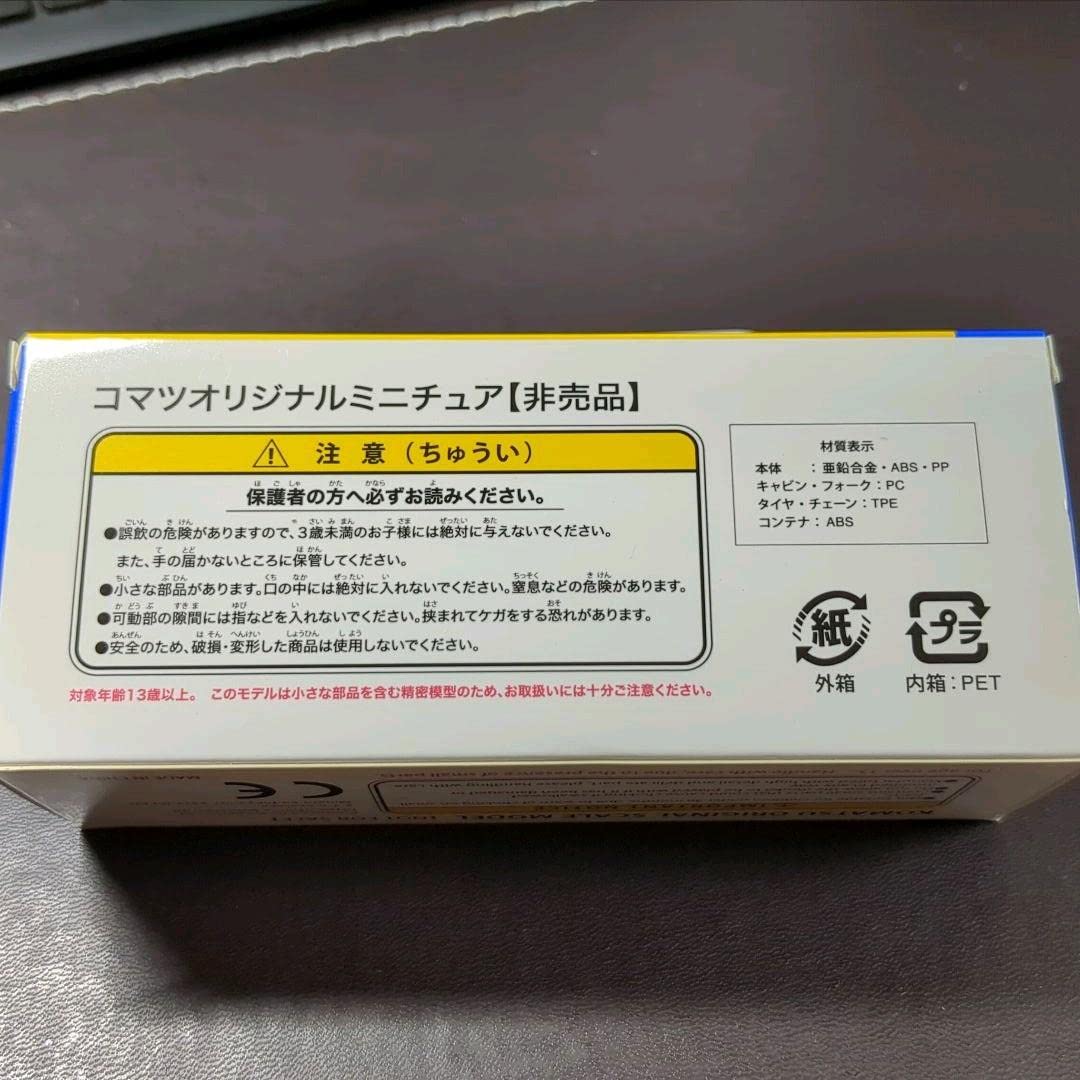 コマツオリジナルミニチュア【非売品】
注 意（ちゅうい）
保護者の方へ必ずお読みください。
●誤飲の危険がありますので、3歳未満のお子様には絶対に与えないでください。
また、手の届かないところに保管してください。
●小さな部品があります。口の中には絶対に入れないでください。窒息などの危険があります。
●可動部の隙間には指などを入れないでください。挟まれてケガをする恐れがあります。
●安全のため、破損・変形した商品は使用しないでください。
対象年齢13歳以上。 このモデルは小さな部品を含む精密模型のため、お取扱いには十分ご注意ください。
材質表示
本体 ：亜鉛合金・ABS・PP
キャビン・フォーク：PC
タイヤ・チェーン：TPE
コンテナ：ABS
紙
外箱
プラ
内箱：PET
MADE IN CHINA
CE
handling with care
KOMATSU ORIGINAL SCALE MODEL [NOT FOR SALE]